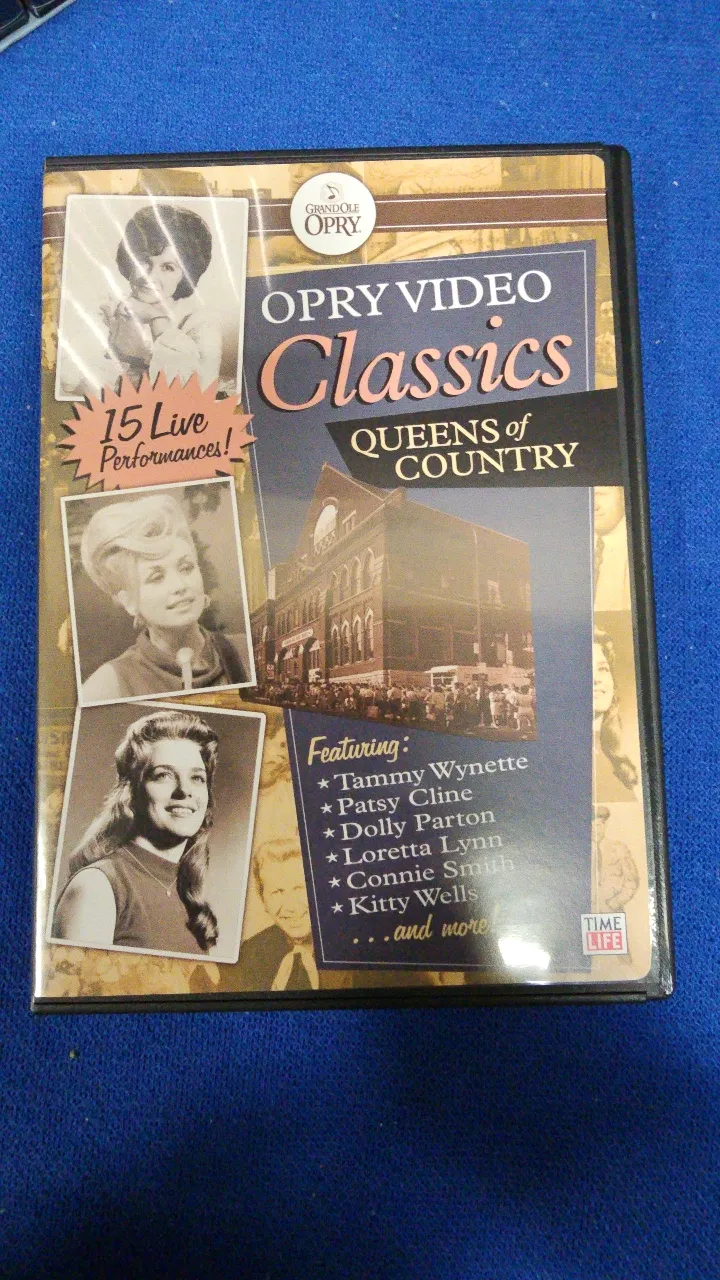 GRAND OLE
OPRY
OPRY VIDEO
Classics
15 Live
Performances!
QUEENS of
COUNTRY
Featuring:
★ Tammy Wynette
★ Patsy Cline
★ Dolly Parton
★ Loretta Lynn
★ Connie Smith
★ Kitty Wells
...and more!
TIME
LIFE